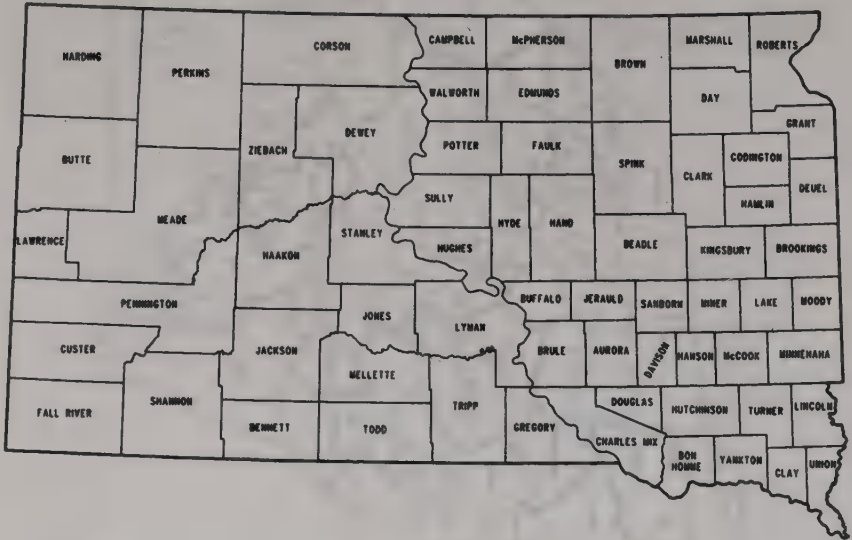 HARDING
PERKINS
CORSON
CAMPBELL
McPHERSON
BROWN
MARSHALL
ROBERTS
WALWORTH
EDMUNDS
DAY
GRANT
BUTTE
ZIEBACH
DEWEY
POTTER
FAULK
SPINK
CLARK
CODINGTON
DEUEL
HAMLIN
MEADE
SULLY
HYDE
HAND
LAWRENCE
HAAKON
STANLEY
HUGHES
BEADLE
KINGSBURY
BROOKINGS
PENNINGTON
JONES
LYMAN
BUFFALO
JERAULD
SANBORN
MINER
LAKE
MOODY
CUSTER
JACKSON
MELLETTE
BRULE
AURORA
DAVISON
HANSON
McCOOK
MINNEHAHA
FALL RIVER
SHANNON
BENNETT
TODD
TRIPP
GREGORY
DOUGLAS
CHARLES MIX
HUTCHINSON
TURNER
LINCOLN
BON
HOMME
YANKTON
CLAY
UNION